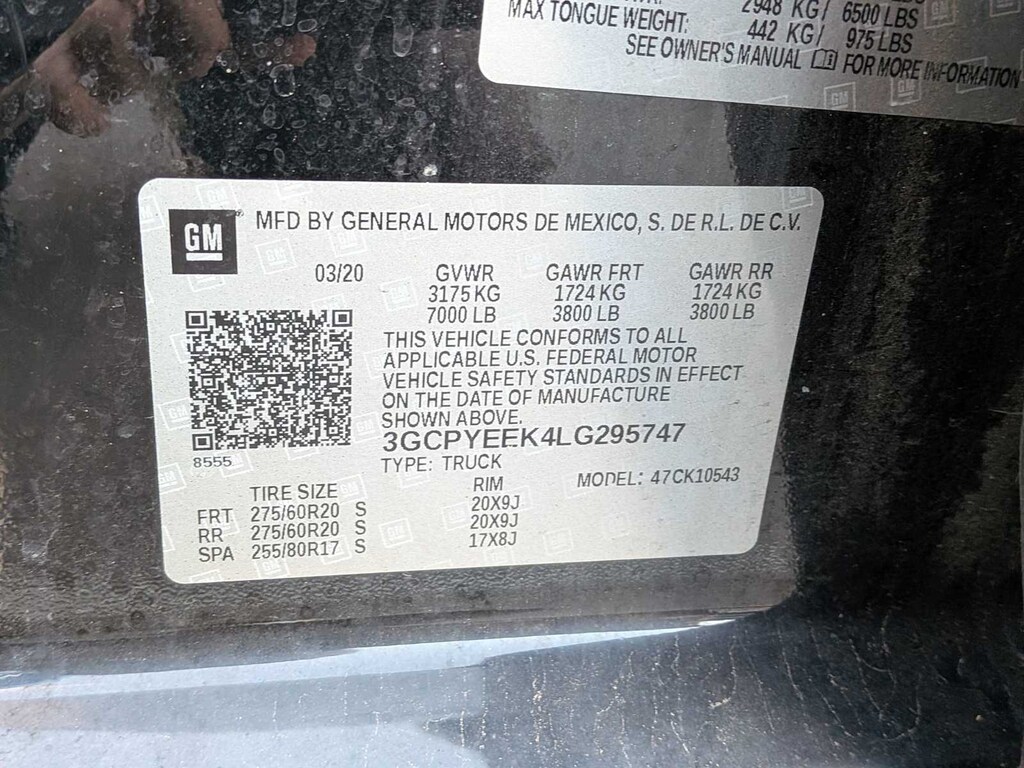 2948 KG/ 6500 LBS
MAX TONGUE WEIGHT: 442 KG/ 975 LBS
SEE OWNER'S MANUAL FOR MORE INFORMATION
GM
MFD BY GENERAL MOTORS DE MEXICO, S. DE R.L. DE C.V.
03/20 GVWR GAWR FRT GAWR RR
3175 KG 1724 KG 1724 KG
7000 LB 3800 LB 3800 LB
THIS VEHICLE CONFORMS TO ALL
APPLICABLE U.S. FEDERAL MOTOR
VEHICLE SAFETY STANDARDS IN EFFECT
ON THE DATE OF MANUFACTURE
SHOWN ABOVE.
3GCPYEEK4LG295747
8555
TYPE: TRUCK MODEL: 47CK10543
TIRE SIZE RIM
FRT 275/60R20 S 20X9J
RR 275/60R20 S 20X9J
SPA 255/80R17 S 17X8J